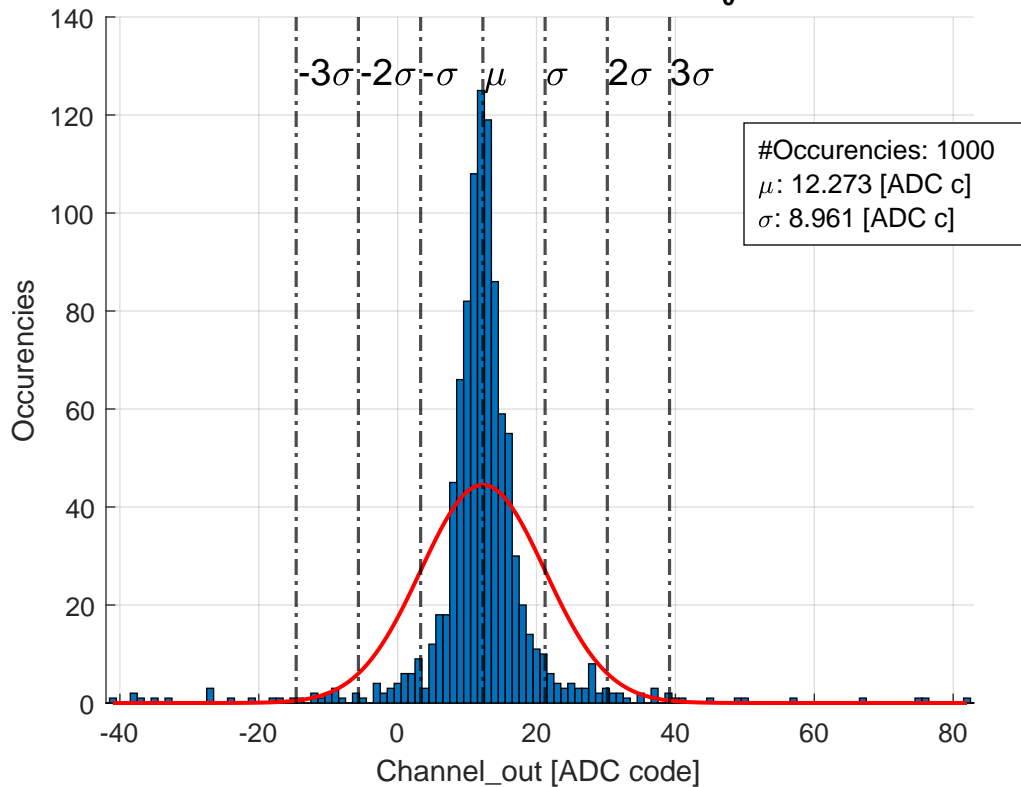 140
120
100
80
60
40
20
0
-3σ -2σ -σ μ σ 2σ 3σ
#Occurencies: 1000
μ: 12.273 [ADC c]
σ: 8.961 [ADC c]
Occurencies
-40 -20 0 20 40 60 80
Channel_out [ADC code]